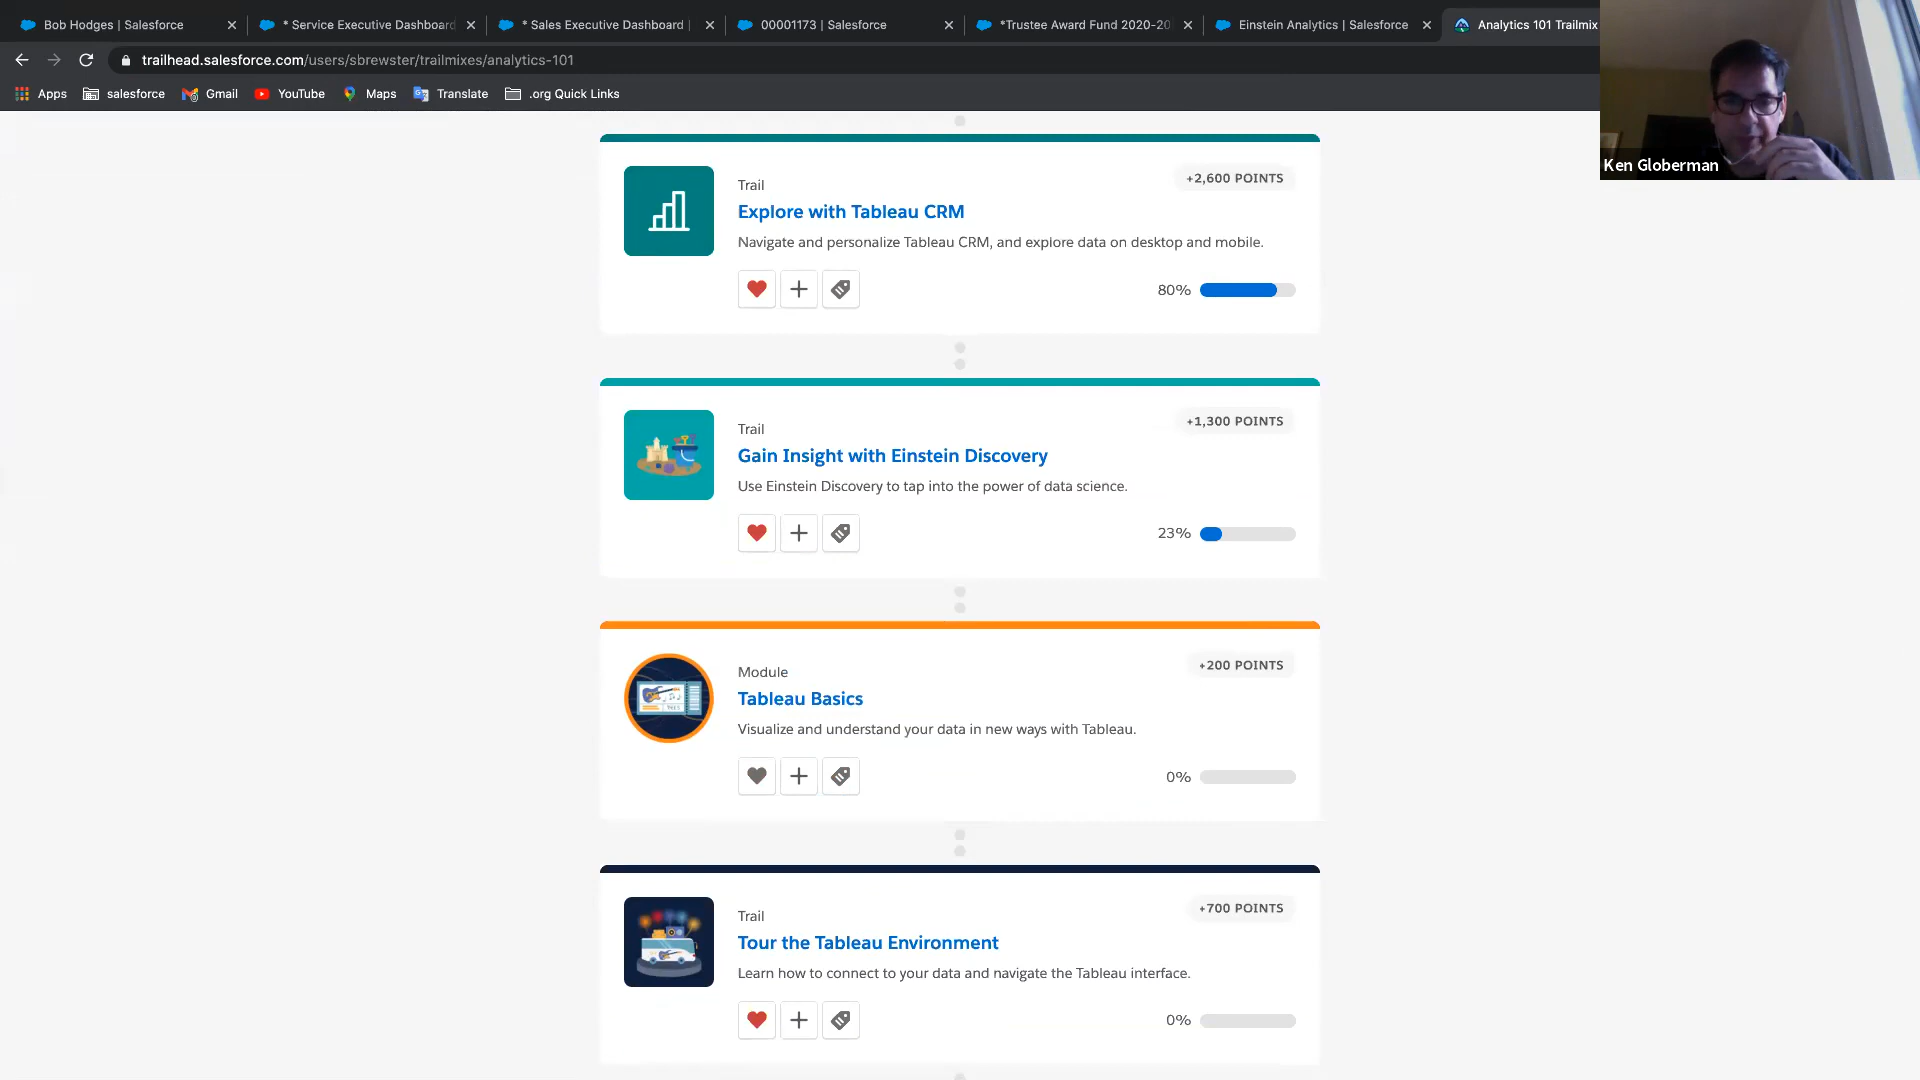 Bob Hodges | Salesforce
* Service Executive Dashboard
* Sales Executive Dashboard |
00001173 | Salesforce
*Trustee Award Fund 2020-20
Einstein Analytics | Salesforce
Analytics 101 Trailmix
trailhead.salesforce.com/users/sbrewster/trailmixes/analytics-101
Apps
salesforce
Gmail
YouTube
Maps
Translate
.org Quick Links
Ken Globerman
Trail
+2,600 POINTS
Explore with Tableau CRM
Navigate and personalize Tableau CRM, and explore data on desktop and mobile.
80%
Trail
+1,300 POINTS
Gain Insight with Einstein Discovery
Use Einstein Discovery to tap into the power of data science.
23%
Module
+200 POINTS
Tableau Basics
Visualize and understand your data in new ways with Tableau.
0%
Trail
+700 POINTS
Tour the Tableau Environment
Learn how to connect to your data and navigate the Tableau interface.
0%